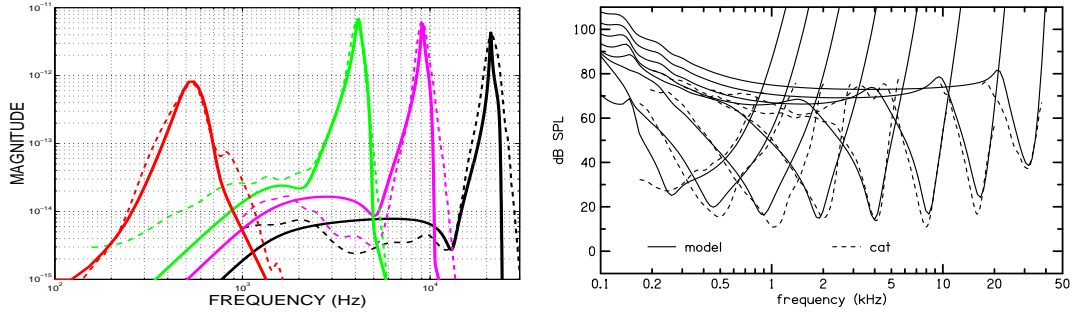 10⁻¹¹
10⁻¹²
10⁻¹³
10⁻¹⁴
10⁻¹⁵
MAGNITUDE
10² 10³ 10⁴
FREQUENCY (Hz)
100
80
60
40
20
0
dB SPL
model cat
0.1 0.2 0.5 1 2 5 10 20 50
frequency (kHz)